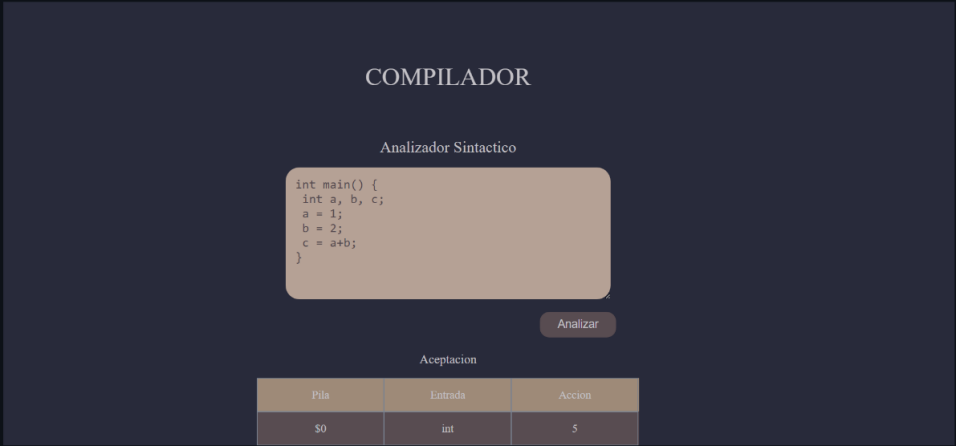 COMPILADOR
Analizador Sintactico
int main() {
int a, b, c;
a = 1;
b = 2;
c = a+b;
}
Analizar
Aceptacion
Pila Entrada Accion
$0 int 5